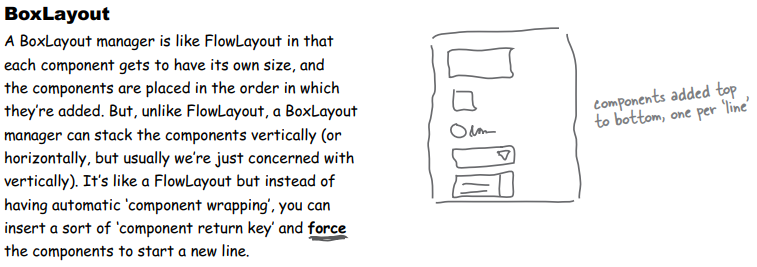 BoxLayout
A BoxLayout manager is like FlowLayout in that
each component gets to have its own size, and
the components are placed in the order in which
they're added. But, unlike FlowLayout, a BoxLayout
manager can stack the components vertically (or
horizontally, but usually we're just concerned with
vertically). It's like a FlowLayout but instead of
having automatic 'component wrapping', you can
insert a sort of 'component return key' and force
the components to start a new line.
components added top
to bottom, one per 'line'